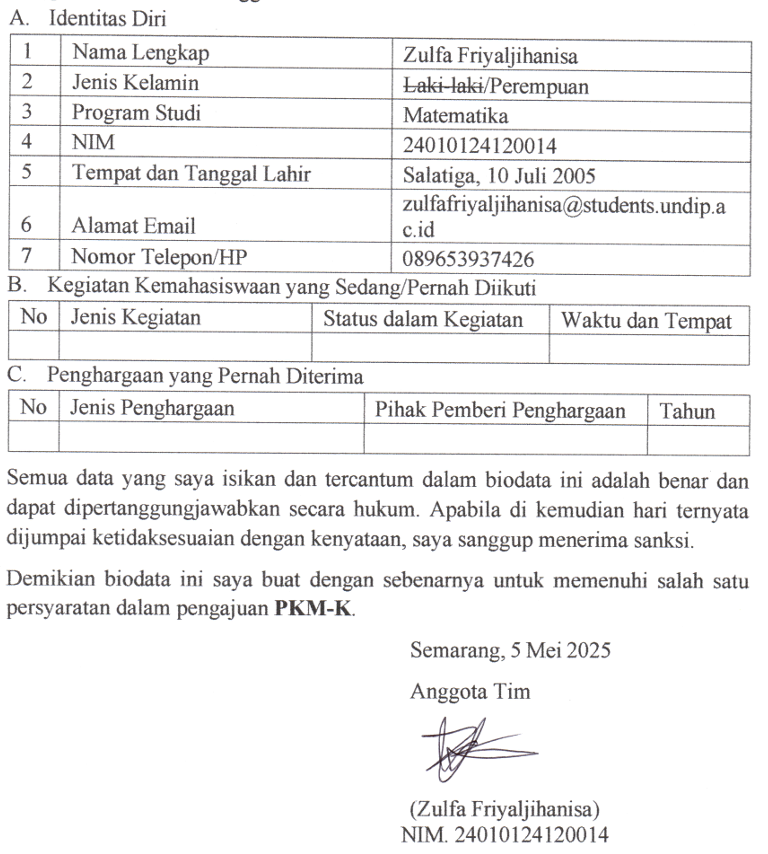 A. Identitas Diri
1 Nama Lengkap Zulfa Friyaljihanisa
2 Jenis Kelamin Laki-laki/Perempuan
3 Program Studi Matematika
4 NIM 24010124120014
5 Tempat dan Tanggal Lahir Salatiga, 10 Juli 2005
6 Alamat Email zulfafriyaljihanisa@students.undip.a
c.id
7 Nomor Telepon/HP 089653937426
B. Kegiatan Kemahasiswaan yang Sedang/Pernah Diikuti
No Jenis Kegiatan Status dalam Kegiatan Waktu dan Tempat
C. Penghargaan yang Pernah Diterima
No Jenis Penghargaan Pihak Pemberi Penghargaan Tahun
Semua data yang saya isikan dan tercantum dalam biodata ini adalah benar dan
dapat dipertanggungjawabkan secara hukum. Apabila di kemudian hari ternyata
dijumpai ketidaksesuaian dengan kenyataan, saya sanggup menerima sanksi.
Demikian biodata ini saya buat dengan sebenarnya untuk memenuhi salah satu
persyaratan dalam pengajuan PKM-K.
Semarang, 5 Mei 2025
Anggota Tim
(Zulfa Friyaljihanisa)
NIM. 24010124120014